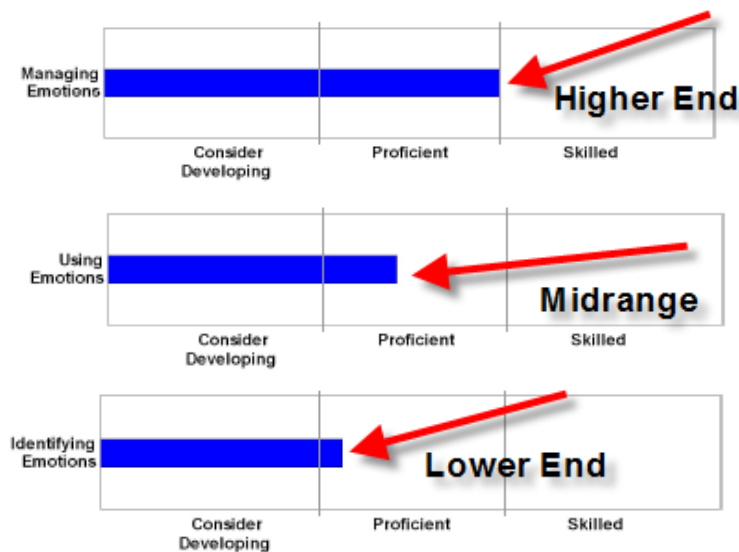 Managing
Emotions
Higher End
Consider
Developing
Proficient
Skilled
Using
Emotions
Midrange
Consider
Developing
Proficient
Skilled
Identifying
Emotions
Lower End
Consider
Developing
Proficient
Skilled